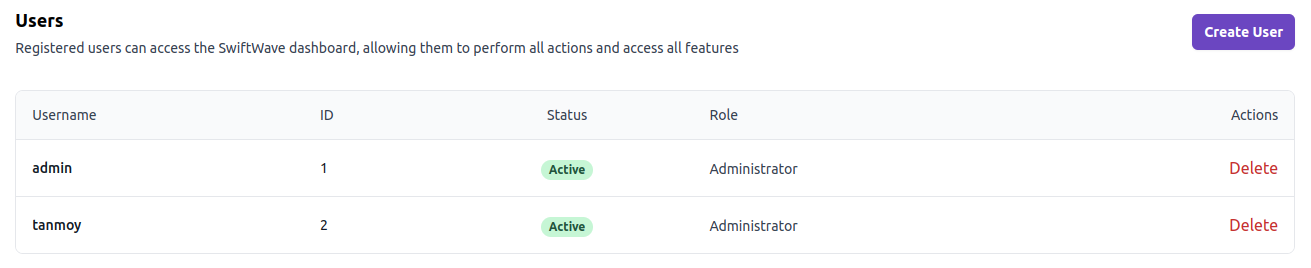 Users
Registered users can access the SwiftWave dashboard, allowing them to perform all actions and access all features
Create User
Username ID Status Role Actions
admin 1 Active Administrator Delete
tanmoy 2 Active Administrator Delete